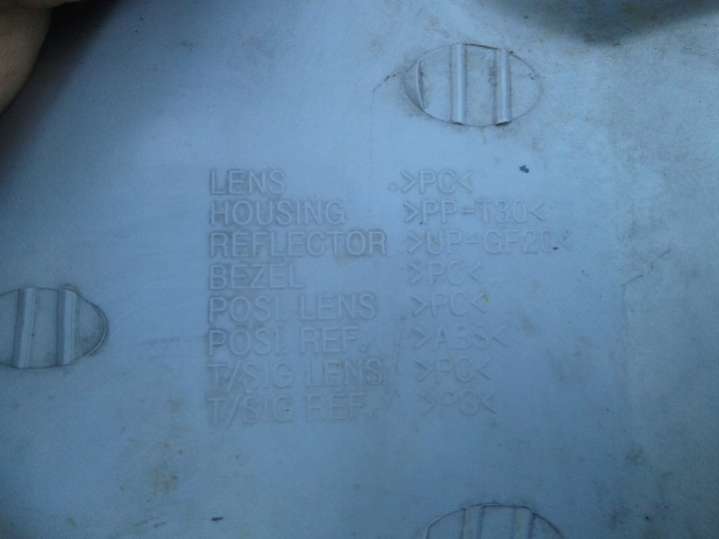 LENS >PC<
HOUSING >PP-T30<
REFLECTOR >UP-GF20<
BEZEL >PC<
POSI LENS >PC<
POSI REF. >ABS<
T/SIG LENS >PC<
T/SIG REF. >PC<